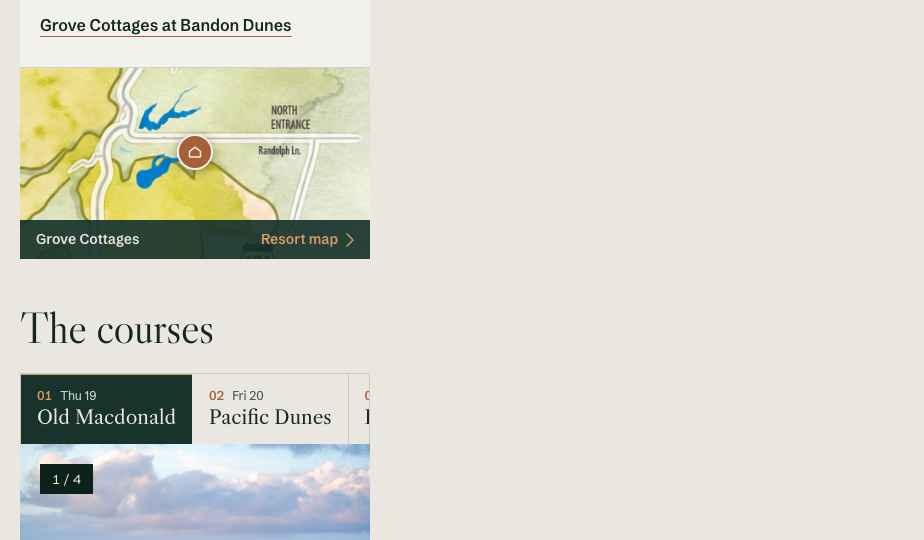 Grove Cottages at Bandon Dunes
NORTH
ENTRANCE
Randolph Ln.
Grove Cottages
Resort map
The courses
01 Thu 19
Old Macdonald
02 Fri 20
Pacific Dunes
1 / 4